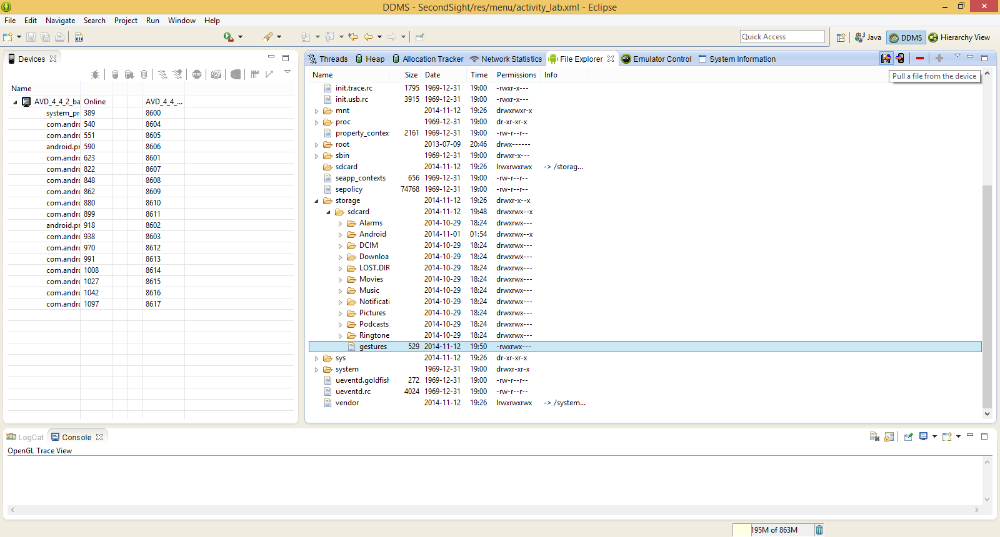 DDMS - SecondSight/res/menu/activity_lab.xml - Eclipse
File Edit Navigate Search Project Run Window Help
Quick Access Java DDMS Hierarchy View
Devices
Name
AVD_4_4_2_ba Online AVD_4_4_...
system_pr 389 8600
com.andro 540 8604
com.andro 551 8605
android.pr 590 8606
com.andro 623 8601
com.andro 822 8607
com.andro 848 8608
com.andro 862 8609
com.andro 880 8610
com.andro 899 8611
android.pr 918 8602
com.andro 938 8603
com.andro 970 8612
com.andro 991 8613
com.andro 1008 8614
com.andro 1027 8615
com.andro 1042 8616
com.andro 1097 8617
Threads Heap Allocation Tracker Network Statistics File Explorer Emulator Control System Information
Pull a file from the device
Name Size Date Time Permissions Info
init.trace.rc 1795 1969-12-31 19:00 -rwxr-x---
init.usb.rc 3915 1969-12-31 19:00 -rwxr-x---
mnt 2014-11-12 19:26 drwxrwxr-x
proc 1969-12-31 19:00 dr-xr-xr-x
property_contex 2161 1969-12-31 19:00 -rw-r--r--
root 2013-07-09 20:46 drwx------
sbin 1969-12-31 19:00 drwxr-x---
sdcard 2014-11-12 19:26 lrwxrwxrwx -> /storag...
seapp_contexts 656 1969-12-31 19:00 -rw-r--r--
sepolicy 74768 1969-12-31 19:00 -rw-r--r--
storage 2014-11-12 19:26 drwxr-x--x
sdcard 2014-11-12 19:48 drwxrwx--x
Alarms 2014-10-29 18:24 drwxrwx---
Android 2014-11-01 01:54 drwxrwx--x
DCIM 2014-10-29 18:24 drwxrwx---
Downloa 2014-10-29 18:24 drwxrwx---
LOST.DIR 2014-10-29 18:24 drwxrwx---
Movies 2014-10-29 18:24 drwxrwx---
Music 2014-10-29 18:24 drwxrwx---
Notificati 2014-10-29 18:24 drwxrwx---
Pictures 2014-10-29 18:24 drwxrwx---
Podcasts 2014-10-29 18:24 drwxrwx---
Ringtone 2014-10-29 18:24 drwxrwx---
gestures 529 2014-11-12 19:50 -rwxrwx---
sys 2014-11-12 19:26 dr-xr-xr-x
system 1969-12-31 19:00 drwxr-xr-x
ueventd.goldfish 272 1969-12-31 19:00 -rw-r--r--
ueventd.rc 4024 1969-12-31 19:00 -rw-r--r--
vendor 2014-11-12 19:26 lrwxrwxrwx -> /system...
LogCat Console
OpenGL Trace View
195M of 863M